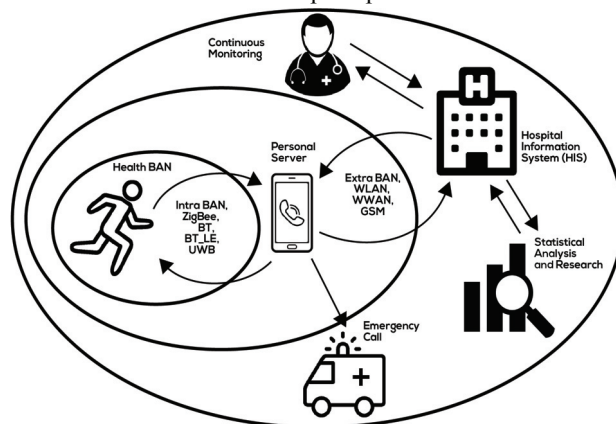 Continuous
Monitoring
H
Hospital
Information
System (HIS)
Personal
Server
Health BAN
Intra BAN,
ZigBee,
BT,
BT_LE,
UWB
Extra BAN,
WLAN,
WWAN,
GSM
Statistical
Analysis
and Research
Emergency
Call